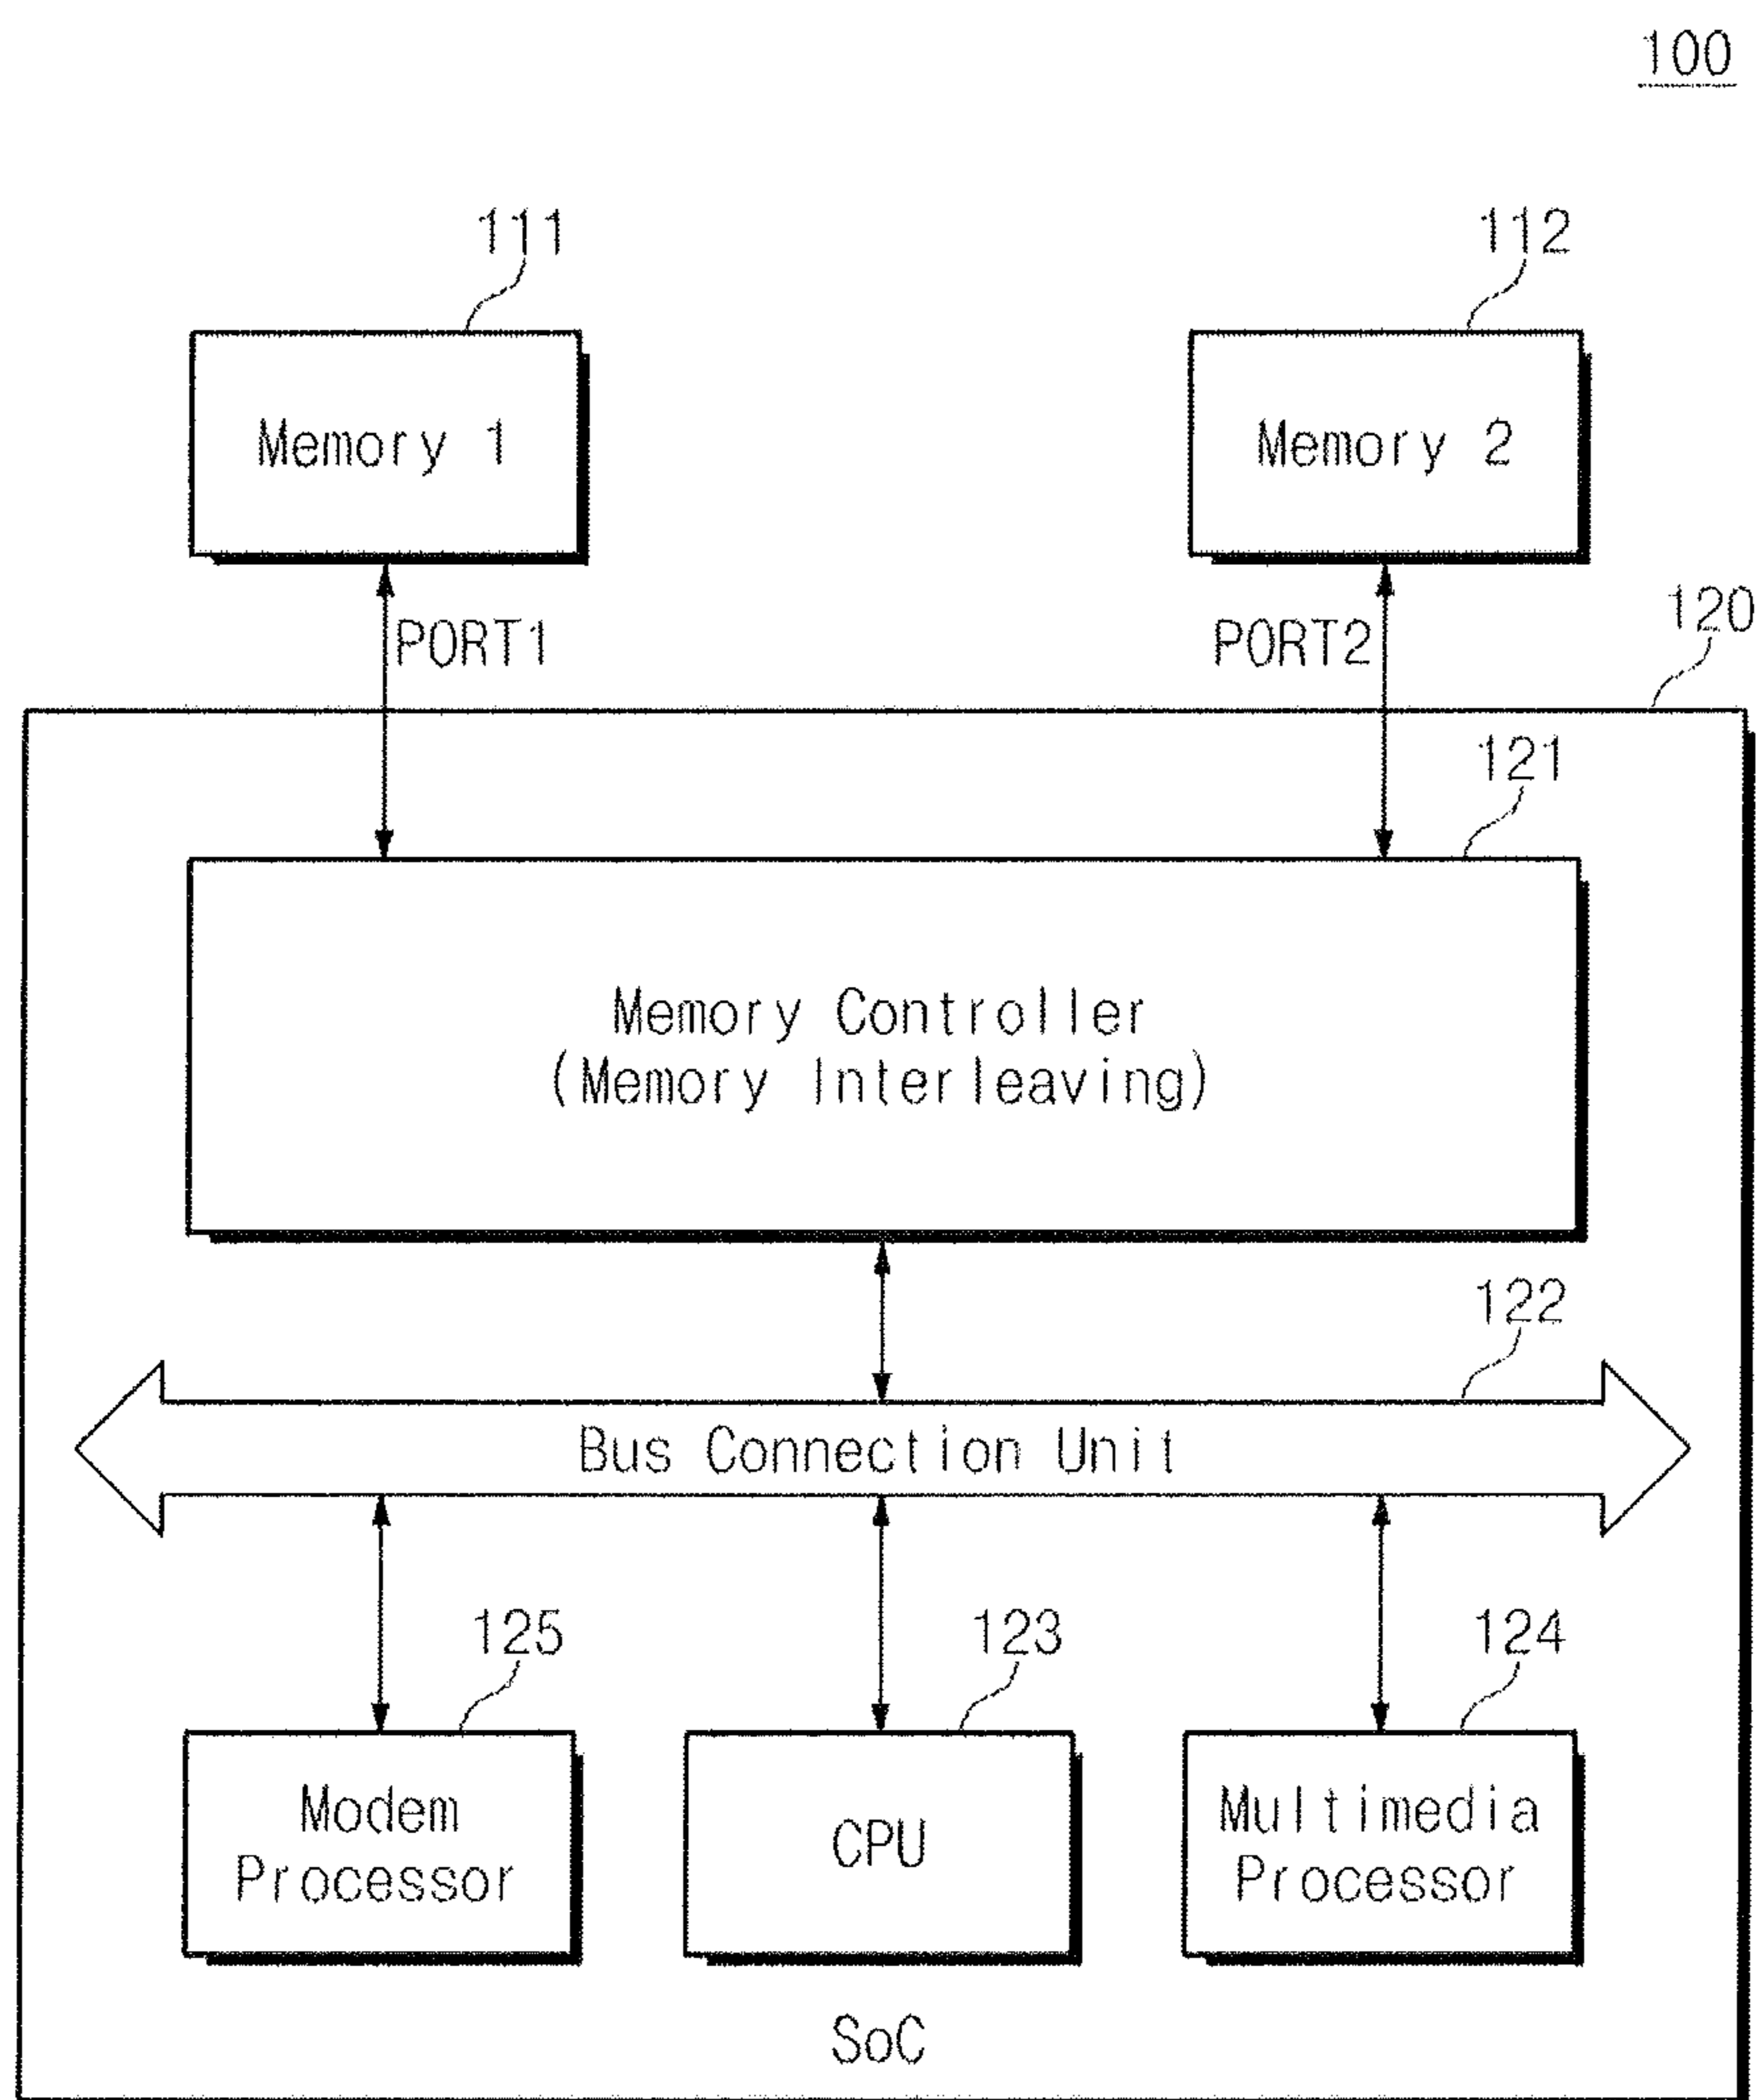 100
111
112
Memory 1
Memory 2
PORT1
PORT2
120
121
Memory Controller
(Memory Interleaving)
122
Bus Connection Unit
125
123
124
Modem
Processor
CPU
Multimedia
Processor
SoC